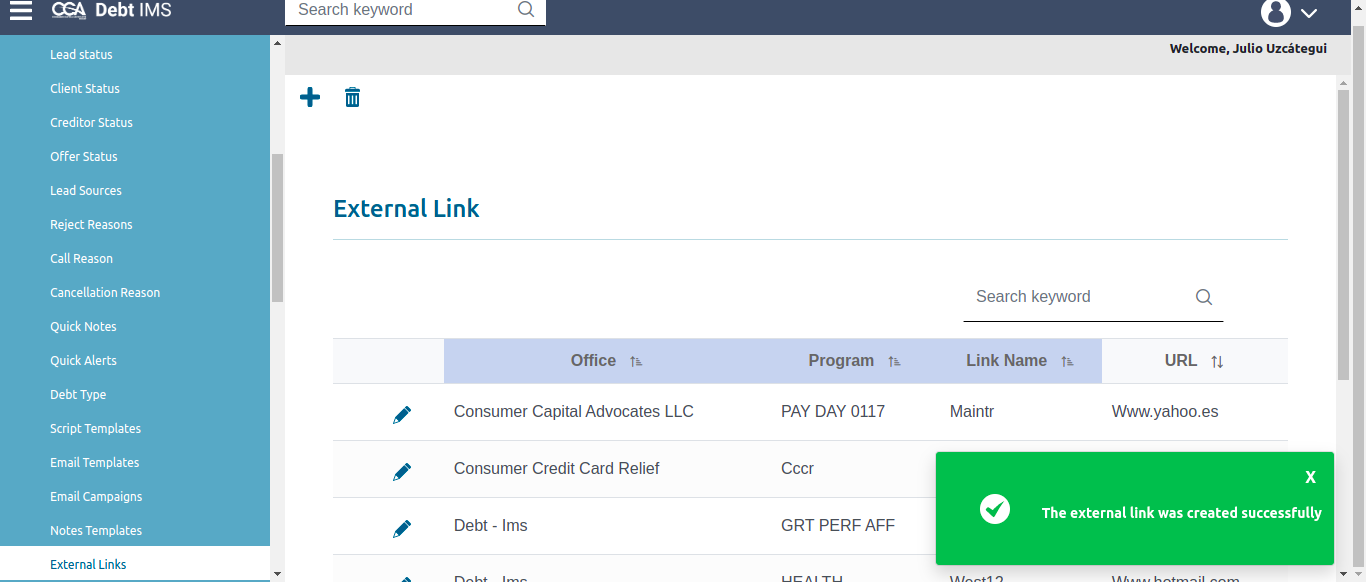 CCA Debt IMS
Search keyword
Welcome, Julio Uzcátegui
Lead status
Client Status
Creditor Status
Offer Status
Lead Sources
Reject Reasons
Call Reason
Cancellation Reason
Quick Notes
Quick Alerts
Debt Type
Script Templates
Email Templates
Email Campaigns
Notes Templates
External Links
External Link
Search keyword
Office Program Link Name URL
Consumer Capital Advocates LLC PAY DAY 0117 Maintr Www.yahoo.es
Consumer Credit Card Relief Cccr
Debt - Ims GRT PERF AFF
Debt - Ims HEALTH West12 Www.hotmail.com
X
The external link was created successfully